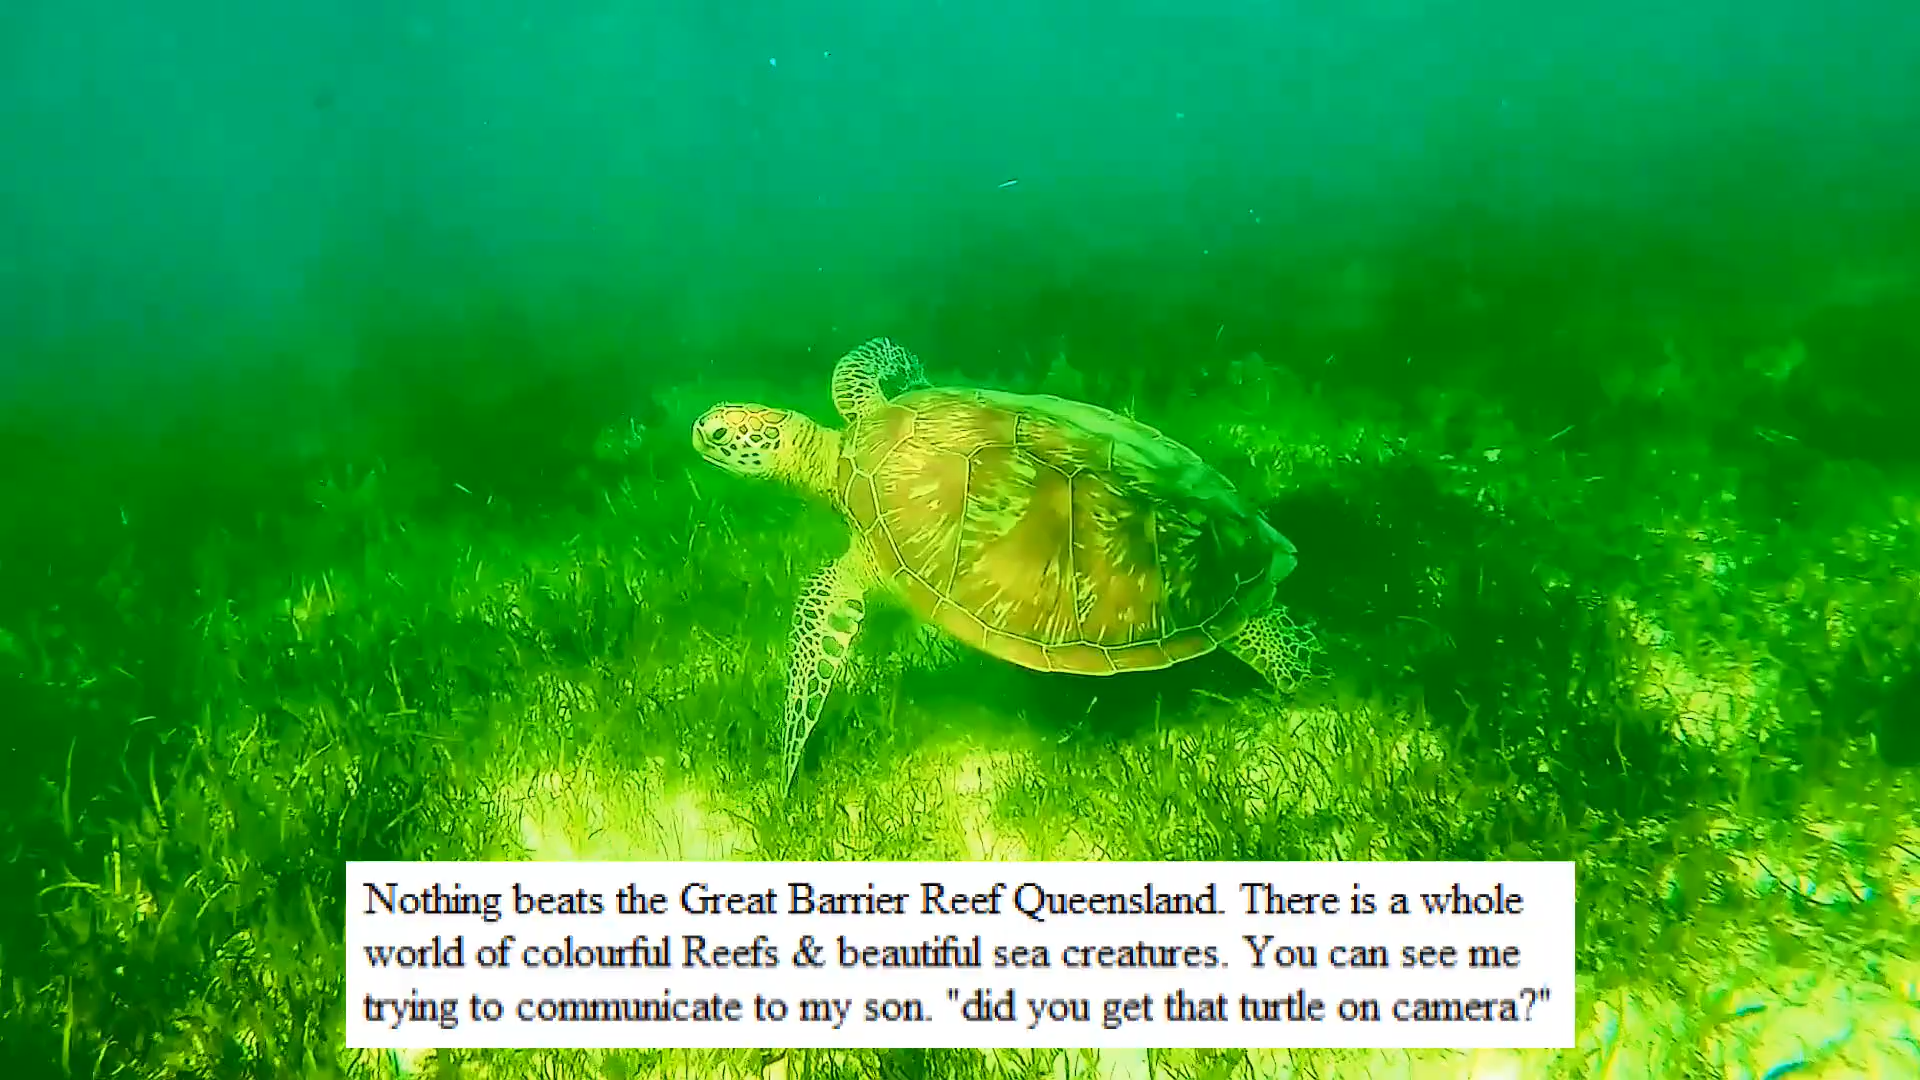 Nothing beats the Great Barrier Reef Queensland. There is a whole
world of colourful Reefs & beautiful sea creatures. You can see me
trying to communicate to my son. "did you get that turtle on camera?"